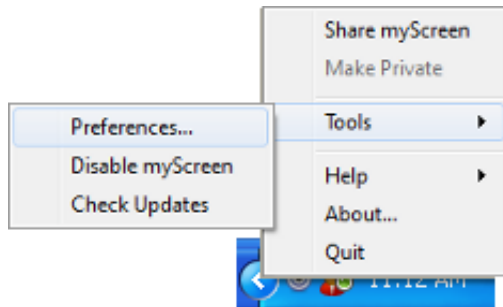 Share myScreen
Make Private
Tools
Preferences...
Disable myScreen
Check Updates
Help
About...
Quit
11:12 AM